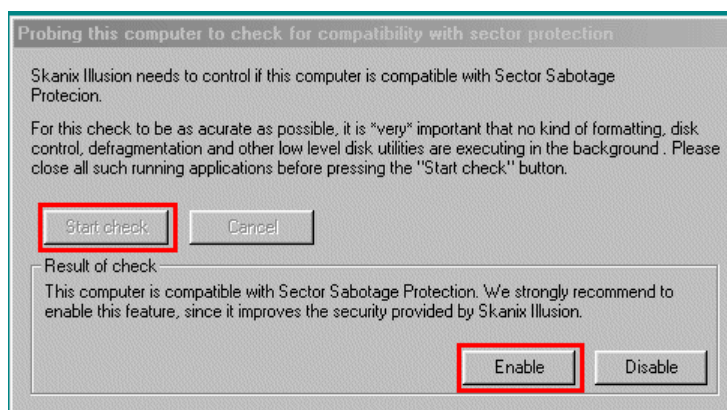 Probing this computer to check for compatibility with sector protection
Skanix Illusion needs to control if this computer is compatible with Sector Sabotage
Protecion.
For this check to be as acurate as possible, it is *very* important that no kind of formatting, disk
control, defragmentation and other low level disk utilities are executing in the background . Please
close all such running applications before pressing the "Start check" button.
Start check Cancel
Result of check
This computer is compatible with Sector Sabotage Protection. We strongly recommend to
enable this feature, since it improves the security provided by Skanix Illusion.
Enable Disable